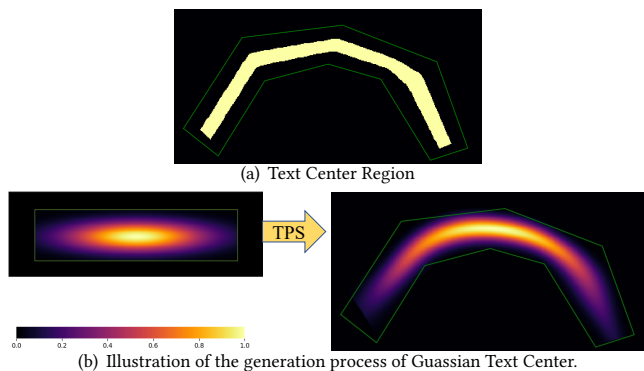 (a) Text Center Region
TPS
0.0 0.2 0.4 0.6 0.8 1.0
(b) Illustration of the generation process of Guassian Text Center.